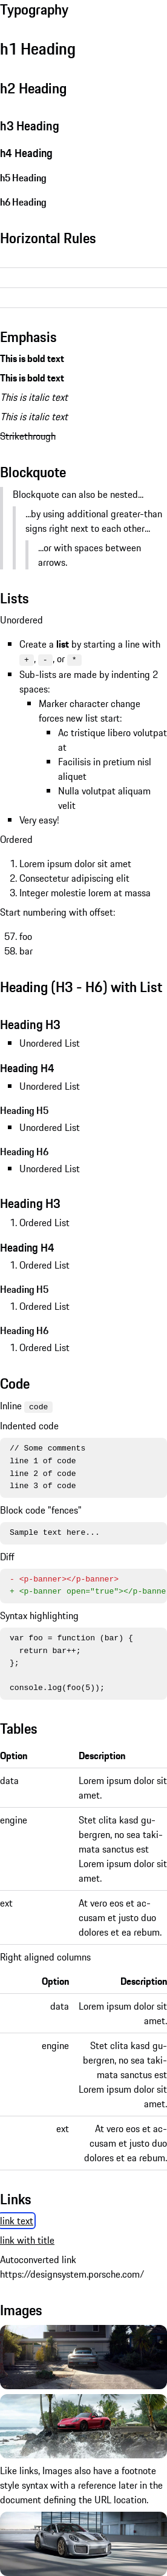 Typography
h1 Heading
h2 Heading
h3 Heading
h4 Heading
h5 Heading
h6 Heading
Horizontal Rules
Emphasis
This is bold text
This is bold text
This is italic text
This is italic text
Strikethrough
Blockquote
Blockquote can also be nested...
...by using additional greater-than
signs right next to each other...
...or with spaces between
arrows.
Lists
Unordered
Create a list by starting a line with
+ , - , or *
Sub-lists are made by indenting 2
spaces:
Marker character change
forces new list start:
Ac tristique libero volutpat
at
Facilisis in pretium nisl
aliquet
Nulla volutpat aliquam
velit
Very easy!
Ordered
1. Lorem ipsum dolor sit amet
2. Consectetur adipiscing elit
3. Integer molestie lorem at massa
Start numbering with offset:
57. foo
58. bar
Heading (H3 - H6) with List
Heading H3
Unordered List
Heading H4
Unordered List
Heading H5
Unordered List
Heading H6
Unordered List
Heading H3
1. Ordered List
Heading H4
1. Ordered List
Heading H5
1. Ordered List
Heading H6
1. Ordered List
Code
Inline code
Indented code
// Some comments
line 1 of code
line 2 of code
line 3 of code
Block code "fences"
Sample text here...
Diff
- <p-banner></p-banner>
+ <p-banner open="true"></p-banne
Syntax highlighting
var foo = function (bar) {
return bar++;
};
console.log(foo(5));
Tables
Option Description
data Lorem ipsum dolor sit
amet.
engine Stet clita kasd gu-
bergren, no sea taki-
mata sanctus est
Lorem ipsum dolor sit
amet.
ext At vero eos et ac-
cusam et justo duo
dolores et ea rebum.
Right aligned columns
Option Description
data Lorem ipsum dolor sit
amet.
engine Stet clita kasd gu-
bergren, no sea taki-
mata sanctus est
Lorem ipsum dolor sit
amet.
ext At vero eos et ac-
cusam et justo duo
dolores et ea rebum.
Links
link text
link with title
Autoconverted link
https://designsystem.porsche.com/
Images
Like links, Images also have a footnote
style syntax with a reference later in the
document defining the URL location.